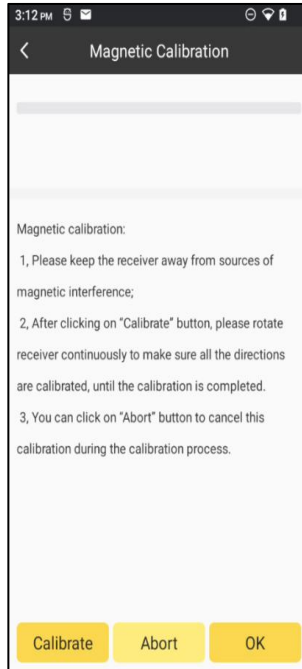 3:12 PM
Magnetic Calibration
Magnetic calibration:
1, Please keep the receiver away from sources of
magnetic interference;
2, After clicking on “Calibrate” button, please rotate
receiver continuously to make sure all the directions
are calibrated, until the calibration is completed.
3, You can click on “Abort” button to cancel this
calibration during the calibration process.
Calibrate Abort OK